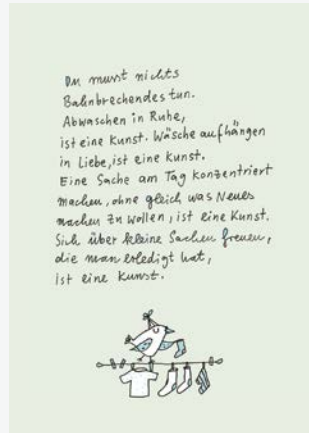 Du musst nichts
Bahnbrechendes tun.
Abwaschen in Ruhe,
ist eine Kunst. Wäsche aufhängen
in Liebe, ist eine Kunst.
Eine Sache am Tag konzentriert
machen, ohne gleich was Neues
machen zu wollen, ist eine Kunst.
Sich über kleine Sachen freuen,
die man erledigt hat,
ist eine Kunst.